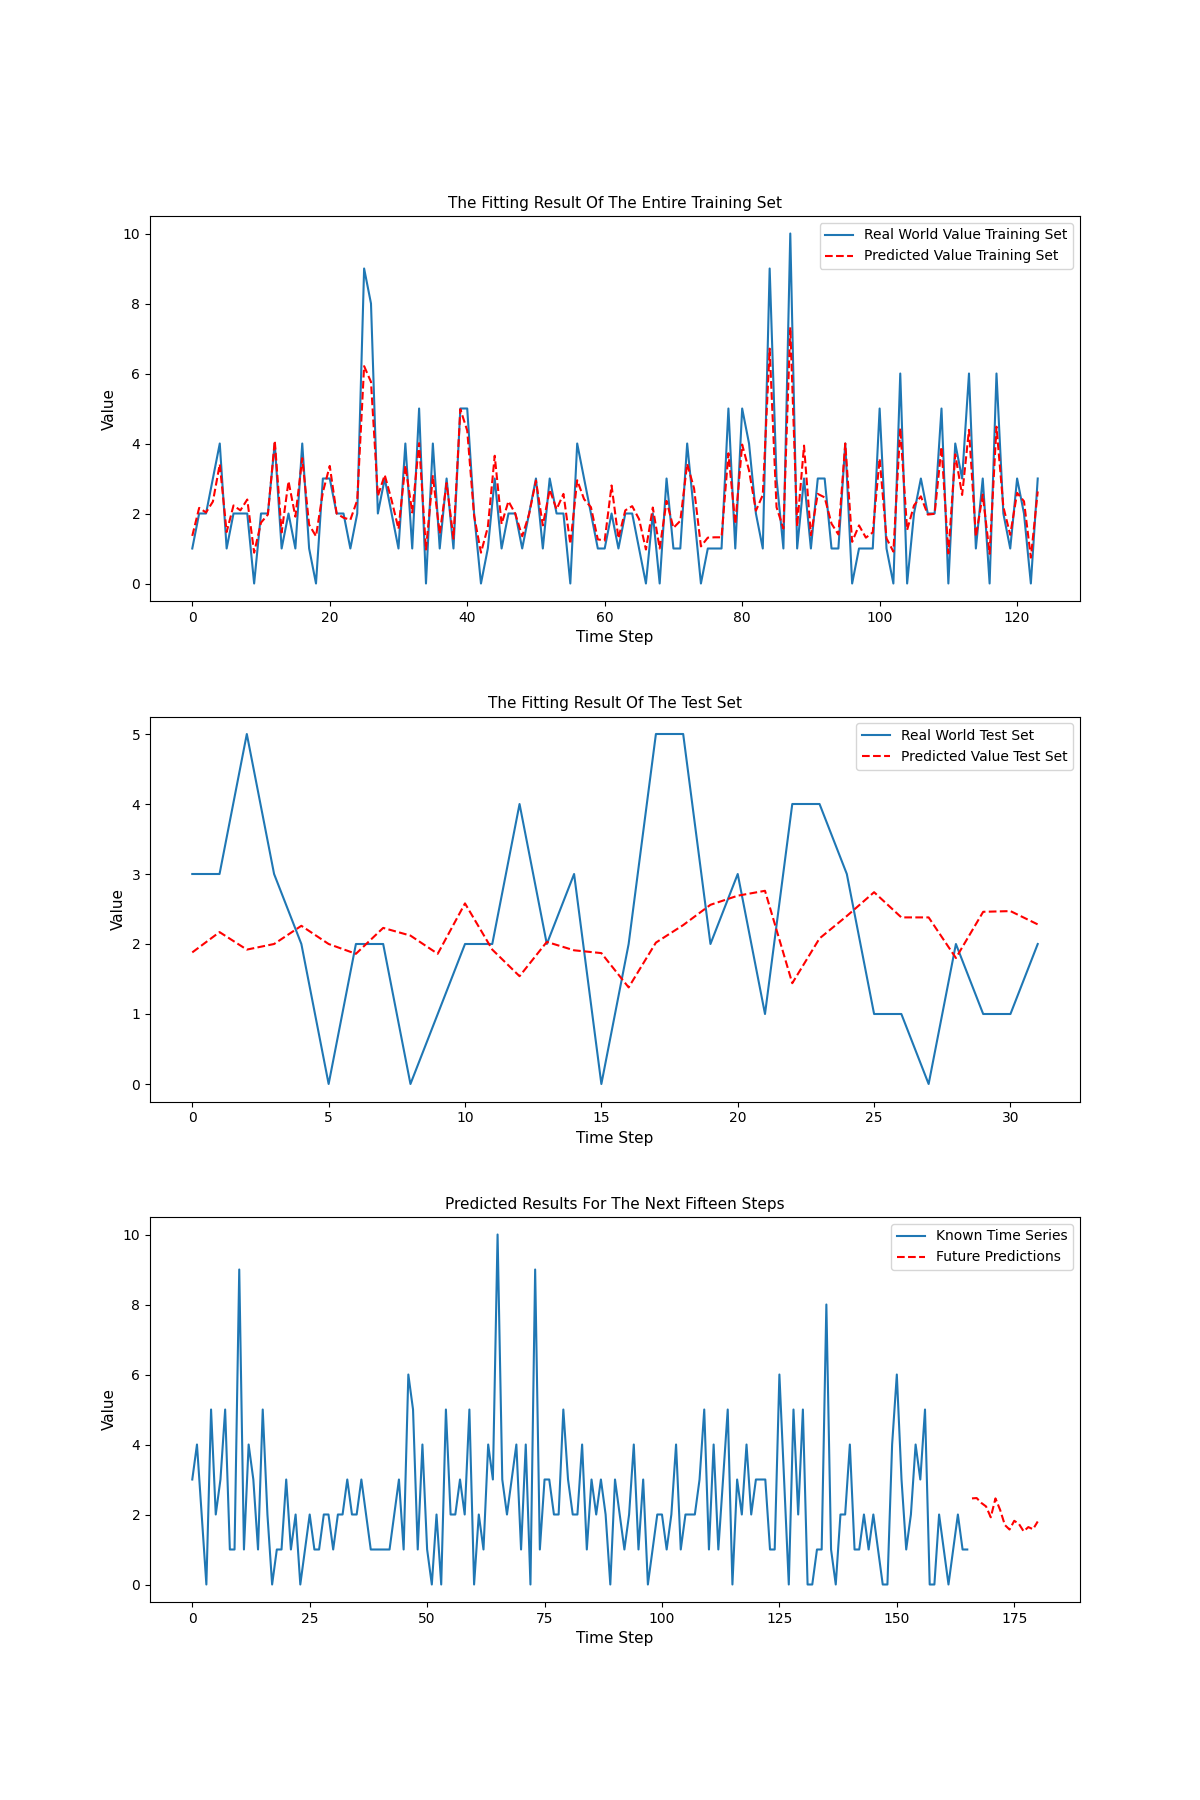 The Fitting Result Of The Entire Training Set
10
8
6
4
2
0
Value
Real World Value Training Set
Predicted Value Training Set
0 20 40 60 80 100 120
Time Step
The Fitting Result Of The Test Set
5
4
3
2
1
0
Value
Real World Test Set
Predicted Value Test Set
0 5 10 15 20 25 30
Time Step
Predicted Results For The Next Fifteen Steps
10
8
6
4
2
0
Value
Known Time Series
Future Predictions
0 25 50 75 100 125 150 175
Time Step